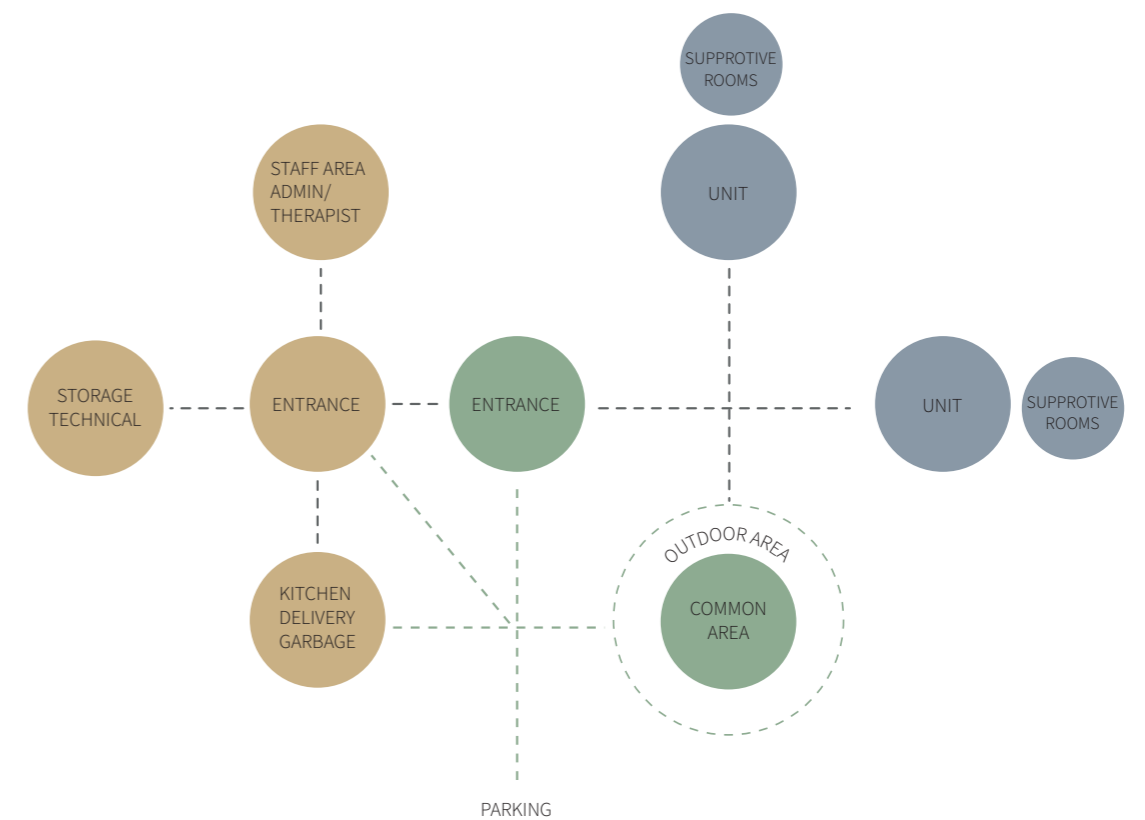 SUPPROTIVE
ROOMS
STAFF AREA
ADMIN/
THERAPIST
UNIT
STORAGE
TECHNICAL
ENTRANCE
ENTRANCE
UNIT
SUPPROTIVE
ROOMS
OUTDOOR AREA
KITCHEN
DELIVERY
GARBAGE
COMMON
AREA
PARKING